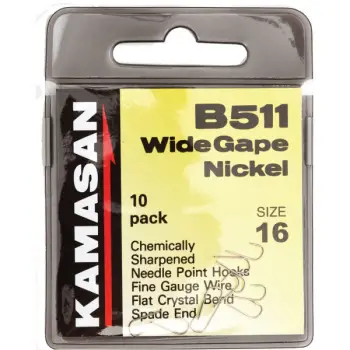 KAMASAN
B511
Wide Gape
Nickel
10
pack
SIZE
16
Chemically
Sharpened
Needle Point Hooks
Fine Gauge Wire
Flat Crystal Bend
Spade End